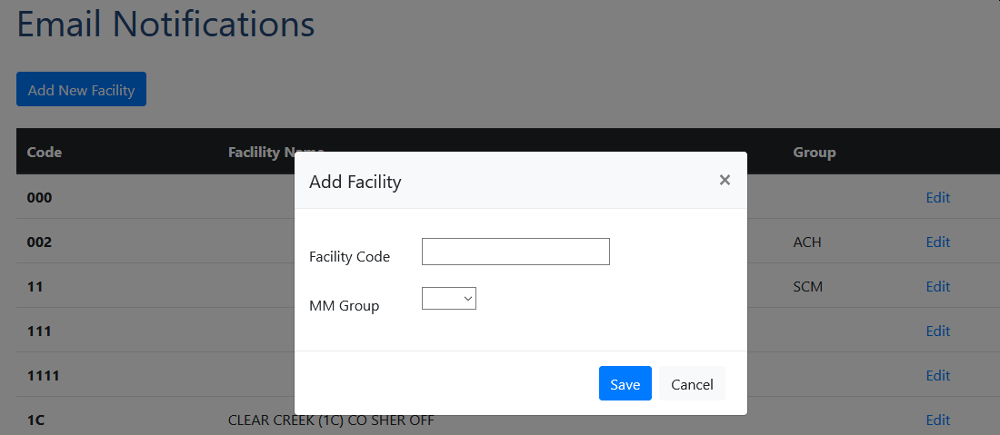 Email Notifications
Add New Facility
Code Faclility Name Group
Add Facility ×
000 Edit
002 ACH Edit
Facility Code
11 SCM Edit
MM Group
111 Edit
1111 Edit
Save Cancel
1C CLEAR CREEK (1C) CO SHER OFF Edit